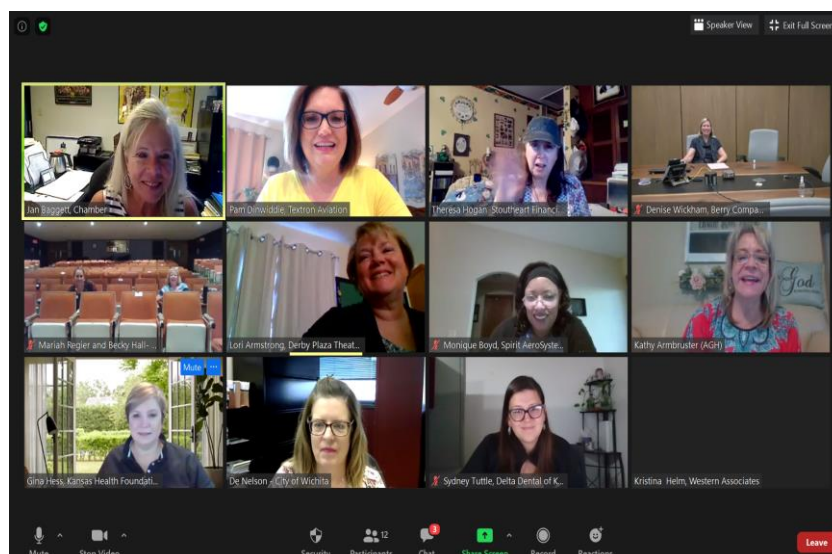 Speaker View
Exit Full Screen
Jan Baggett, Chamber
Pam Dinwiddie, Textron Aviation
Theresa Hogan Stoutheart Financi...
Denise Wickham, Berry Compa...
Mariah Regier and Becky Hall- ...
Lori Armstrong, Derby Plaza Theat...
Monique Boyd, Spirit AeroSyste...
God
Kathy Armbruster (AGH)
Mute ...
Gina Hess, Kansas Health Foundati...
De Nelson - City of Wichita
Sydney Tuttle, Delta Dental of K...
Kristina Helm, Western Associates
12
3
Mute
Stop Video
Security
Participants
Chat
Share Screen
Record
Reactions
Leave